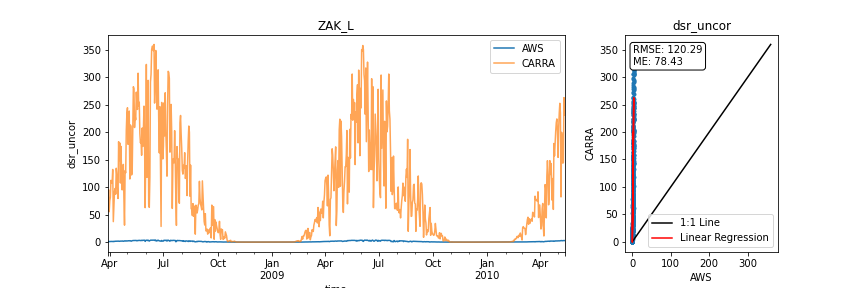 ZAK_L
dsr_uncor
350
300
250
200
150
100
50
0
AWS
CARRA
Apr Jul Oct Jan Apr Jul Oct Jan Apr
2009 2010
time
dsr_uncor
CARRA
350
300
250
200
150
100
50
0
RMSE: 120.29
ME: 78.43
1:1 Line
Linear Regression
0 100 200 300
AWS